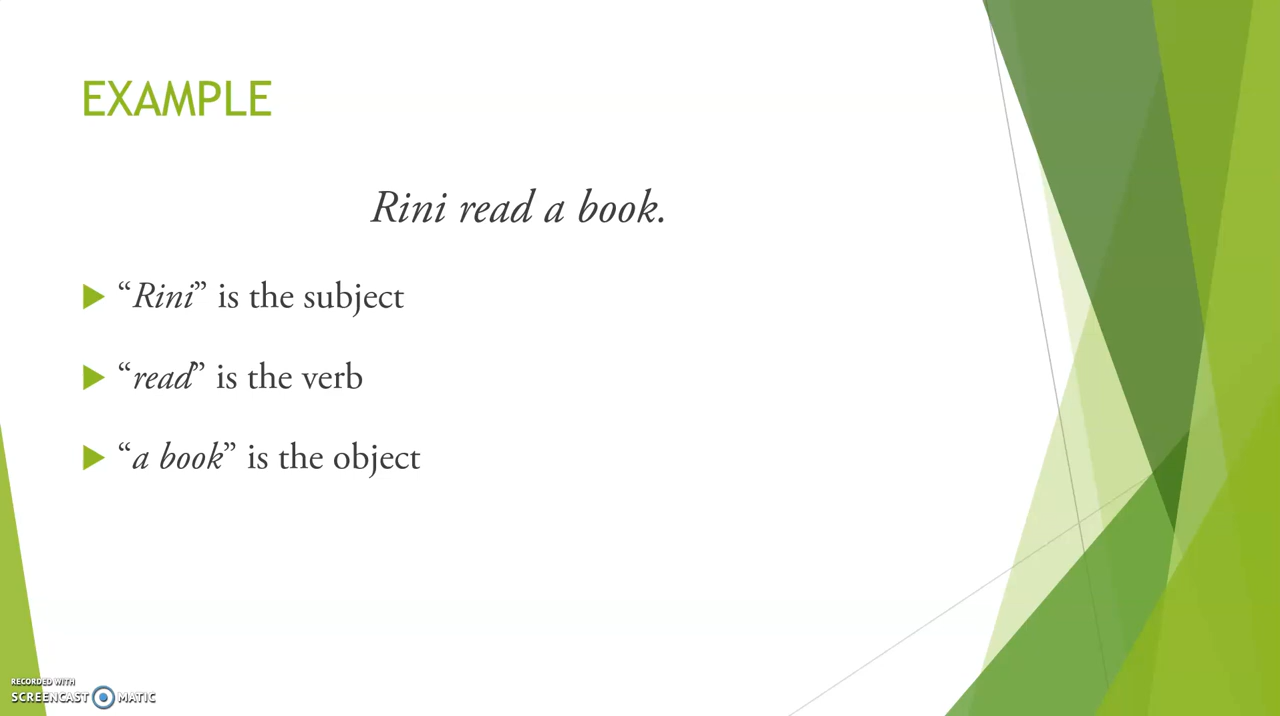 EXAMPLE
Rini read a book.
“Rini” is the subject
“read” is the verb
“a book” is the object
RECORDED WITH
SCREENCAST MATIC